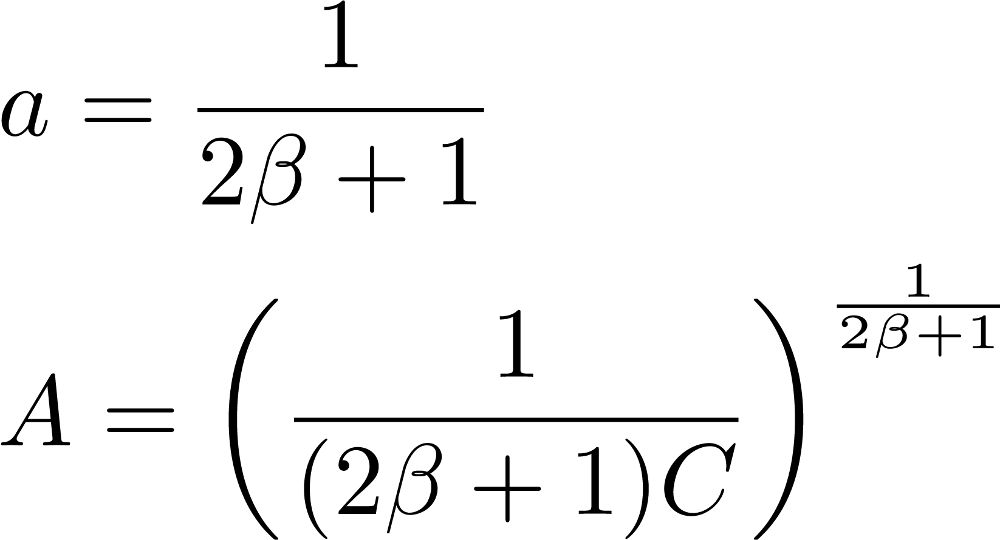 a = \frac{1}{2\beta + 1}
A = \left( \frac{1}{(2\beta + 1)C} \right)^{\frac{1}{2\beta+1}}